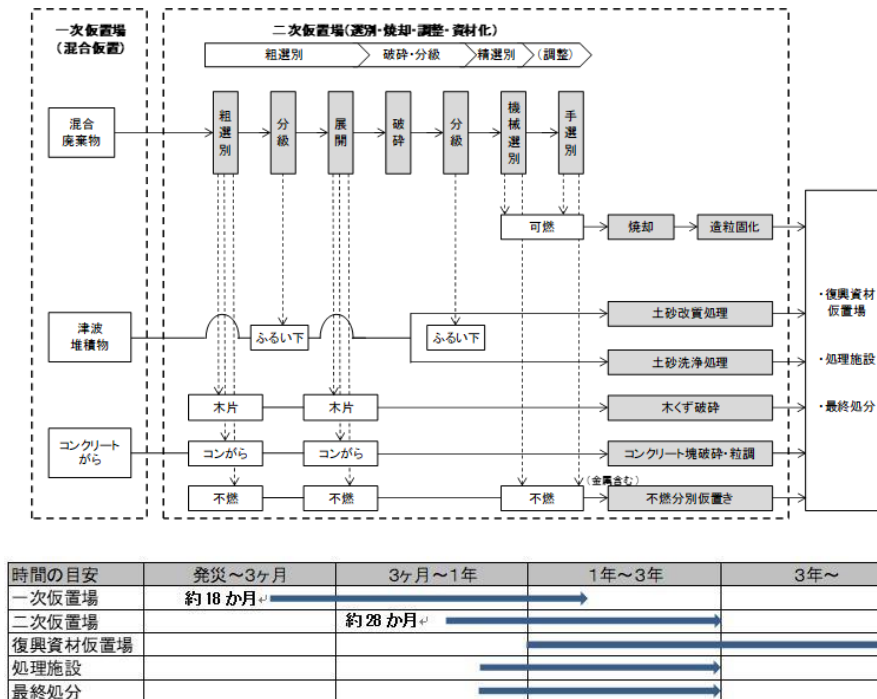 一次仮置場
(混合仮置)
二次仮置場(選別・焼却・調整・資材化)
粗選別
破砕・分級
精選別
(調整)
混合
廃棄物
粗選別
分級
展開
破砕
分級
機械選別
手選別
可燃
焼却
造粒固化
津波
堆積物
ふるい下
ふるい下
土砂改質処理
土砂洗浄処理
・復興資材
仮置場
・処理施設
・最終処分
木片
木片
木くず破砕
コンクリート
がら
コンがら
コンがら
コンクリート塊破砕・粒調
(金属含む)
不燃
不燃
不燃
不燃分別仮置き
時間の目安 発災～3ヶ月 3ヶ月～1年 1年～3年 3年～
一次仮置場 約18か月
二次仮置場 約28か月
復興資材仮置場
処理施設
最終処分